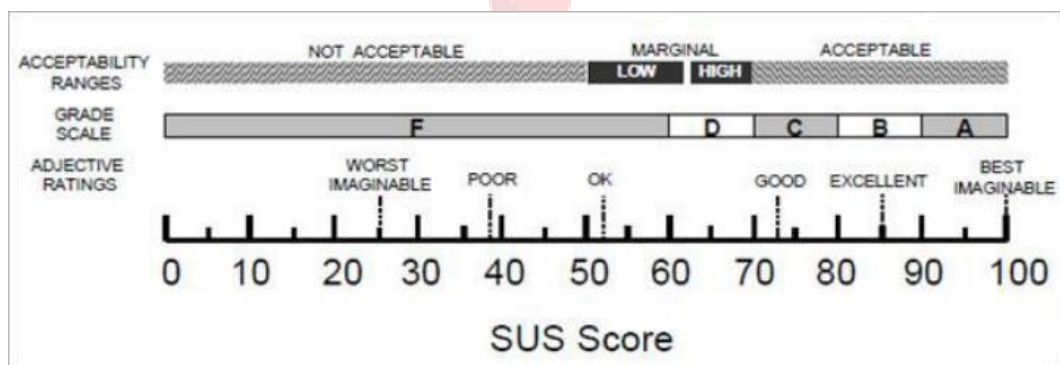 NOT ACCEPTABLE MARGINAL ACCEPTABLE
ACCEPTABILITY RANGES LOW HIGH
GRADE SCALE F D C B A
ADJECTIVE RATINGS WORST IMAGINABLE POOR OK GOOD EXCELLENT BEST IMAGINABLE
0 10 20 30 40 50 60 70 80 90 100
SUS Score